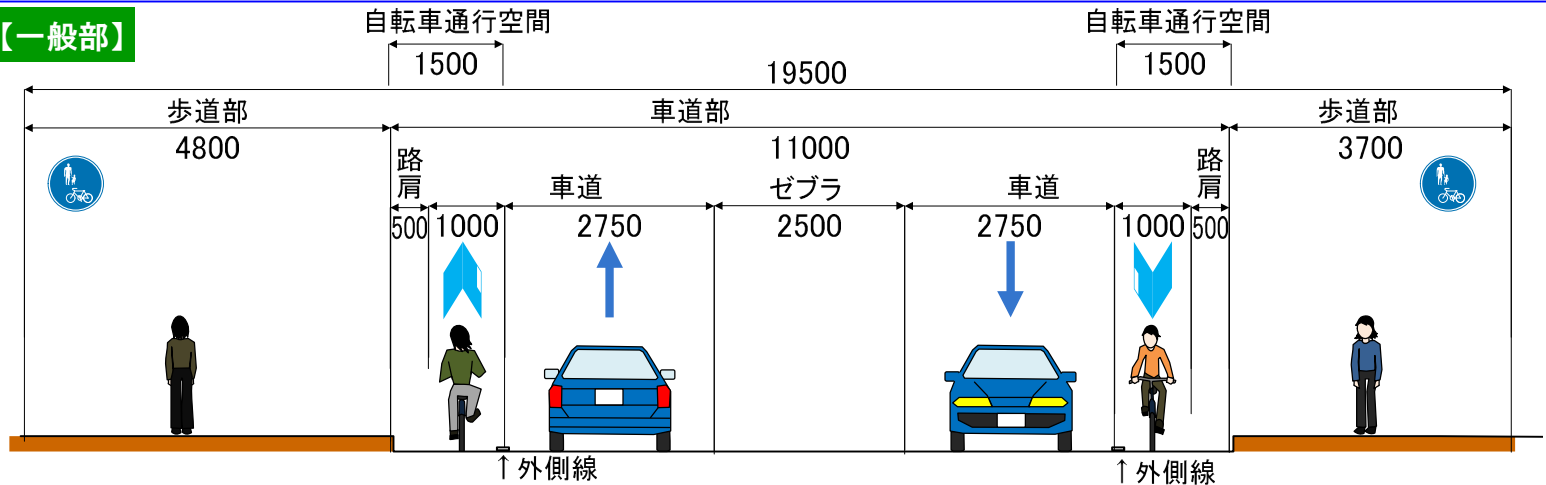 【一般部】
自転車通行空間
自転車通行空間
1500
1500
19500
歩道部
車道部
歩道部
4800
11000
3700
路肩
車道
ゼブラ
車道
路肩
500
1000
2750
2500
2750
1000
500
↑外側線
↑外側線